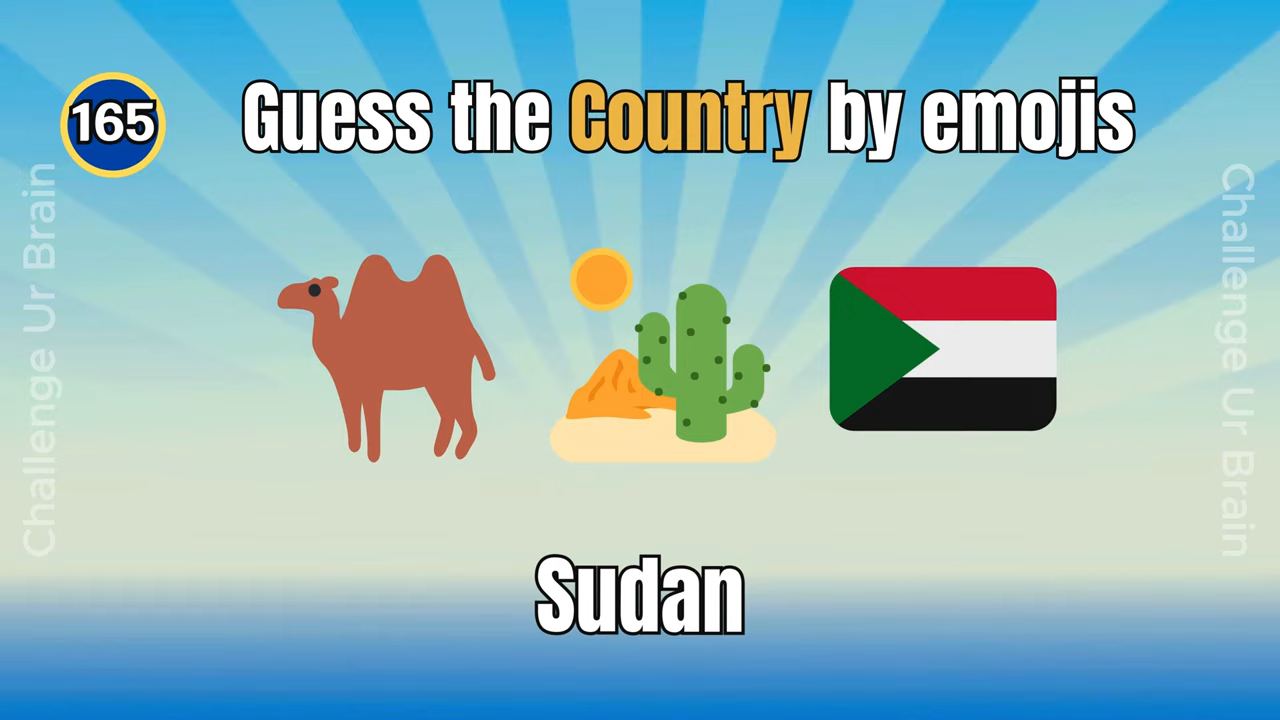 165
Guess the Country by emojis
Challenge Ur Brain
Challenge Ur Brain
Sudan